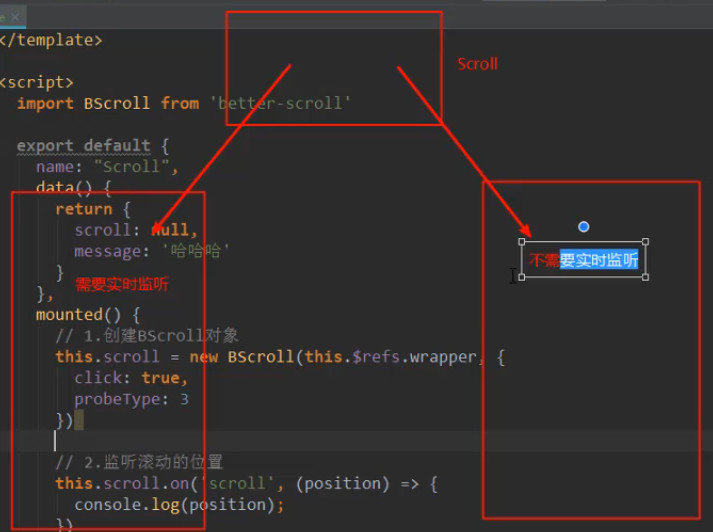 e ×
</template>
Scroll
<script>
import BScroll from 'better-scroll'
export default {
name: "Scroll",
data() {
return {
scroll: null,
message: '哈哈哈'
}
需要实时监听
不需要实时监听
},
mounted() {
// 1.创建BScroll对象
this.scroll = new BScroll(this.$refs.wrapper, {
click: true,
probeType: 3
})
// 2.监听滚动的位置
this.scroll.on('scroll', (position) => {
console.log(position);
})